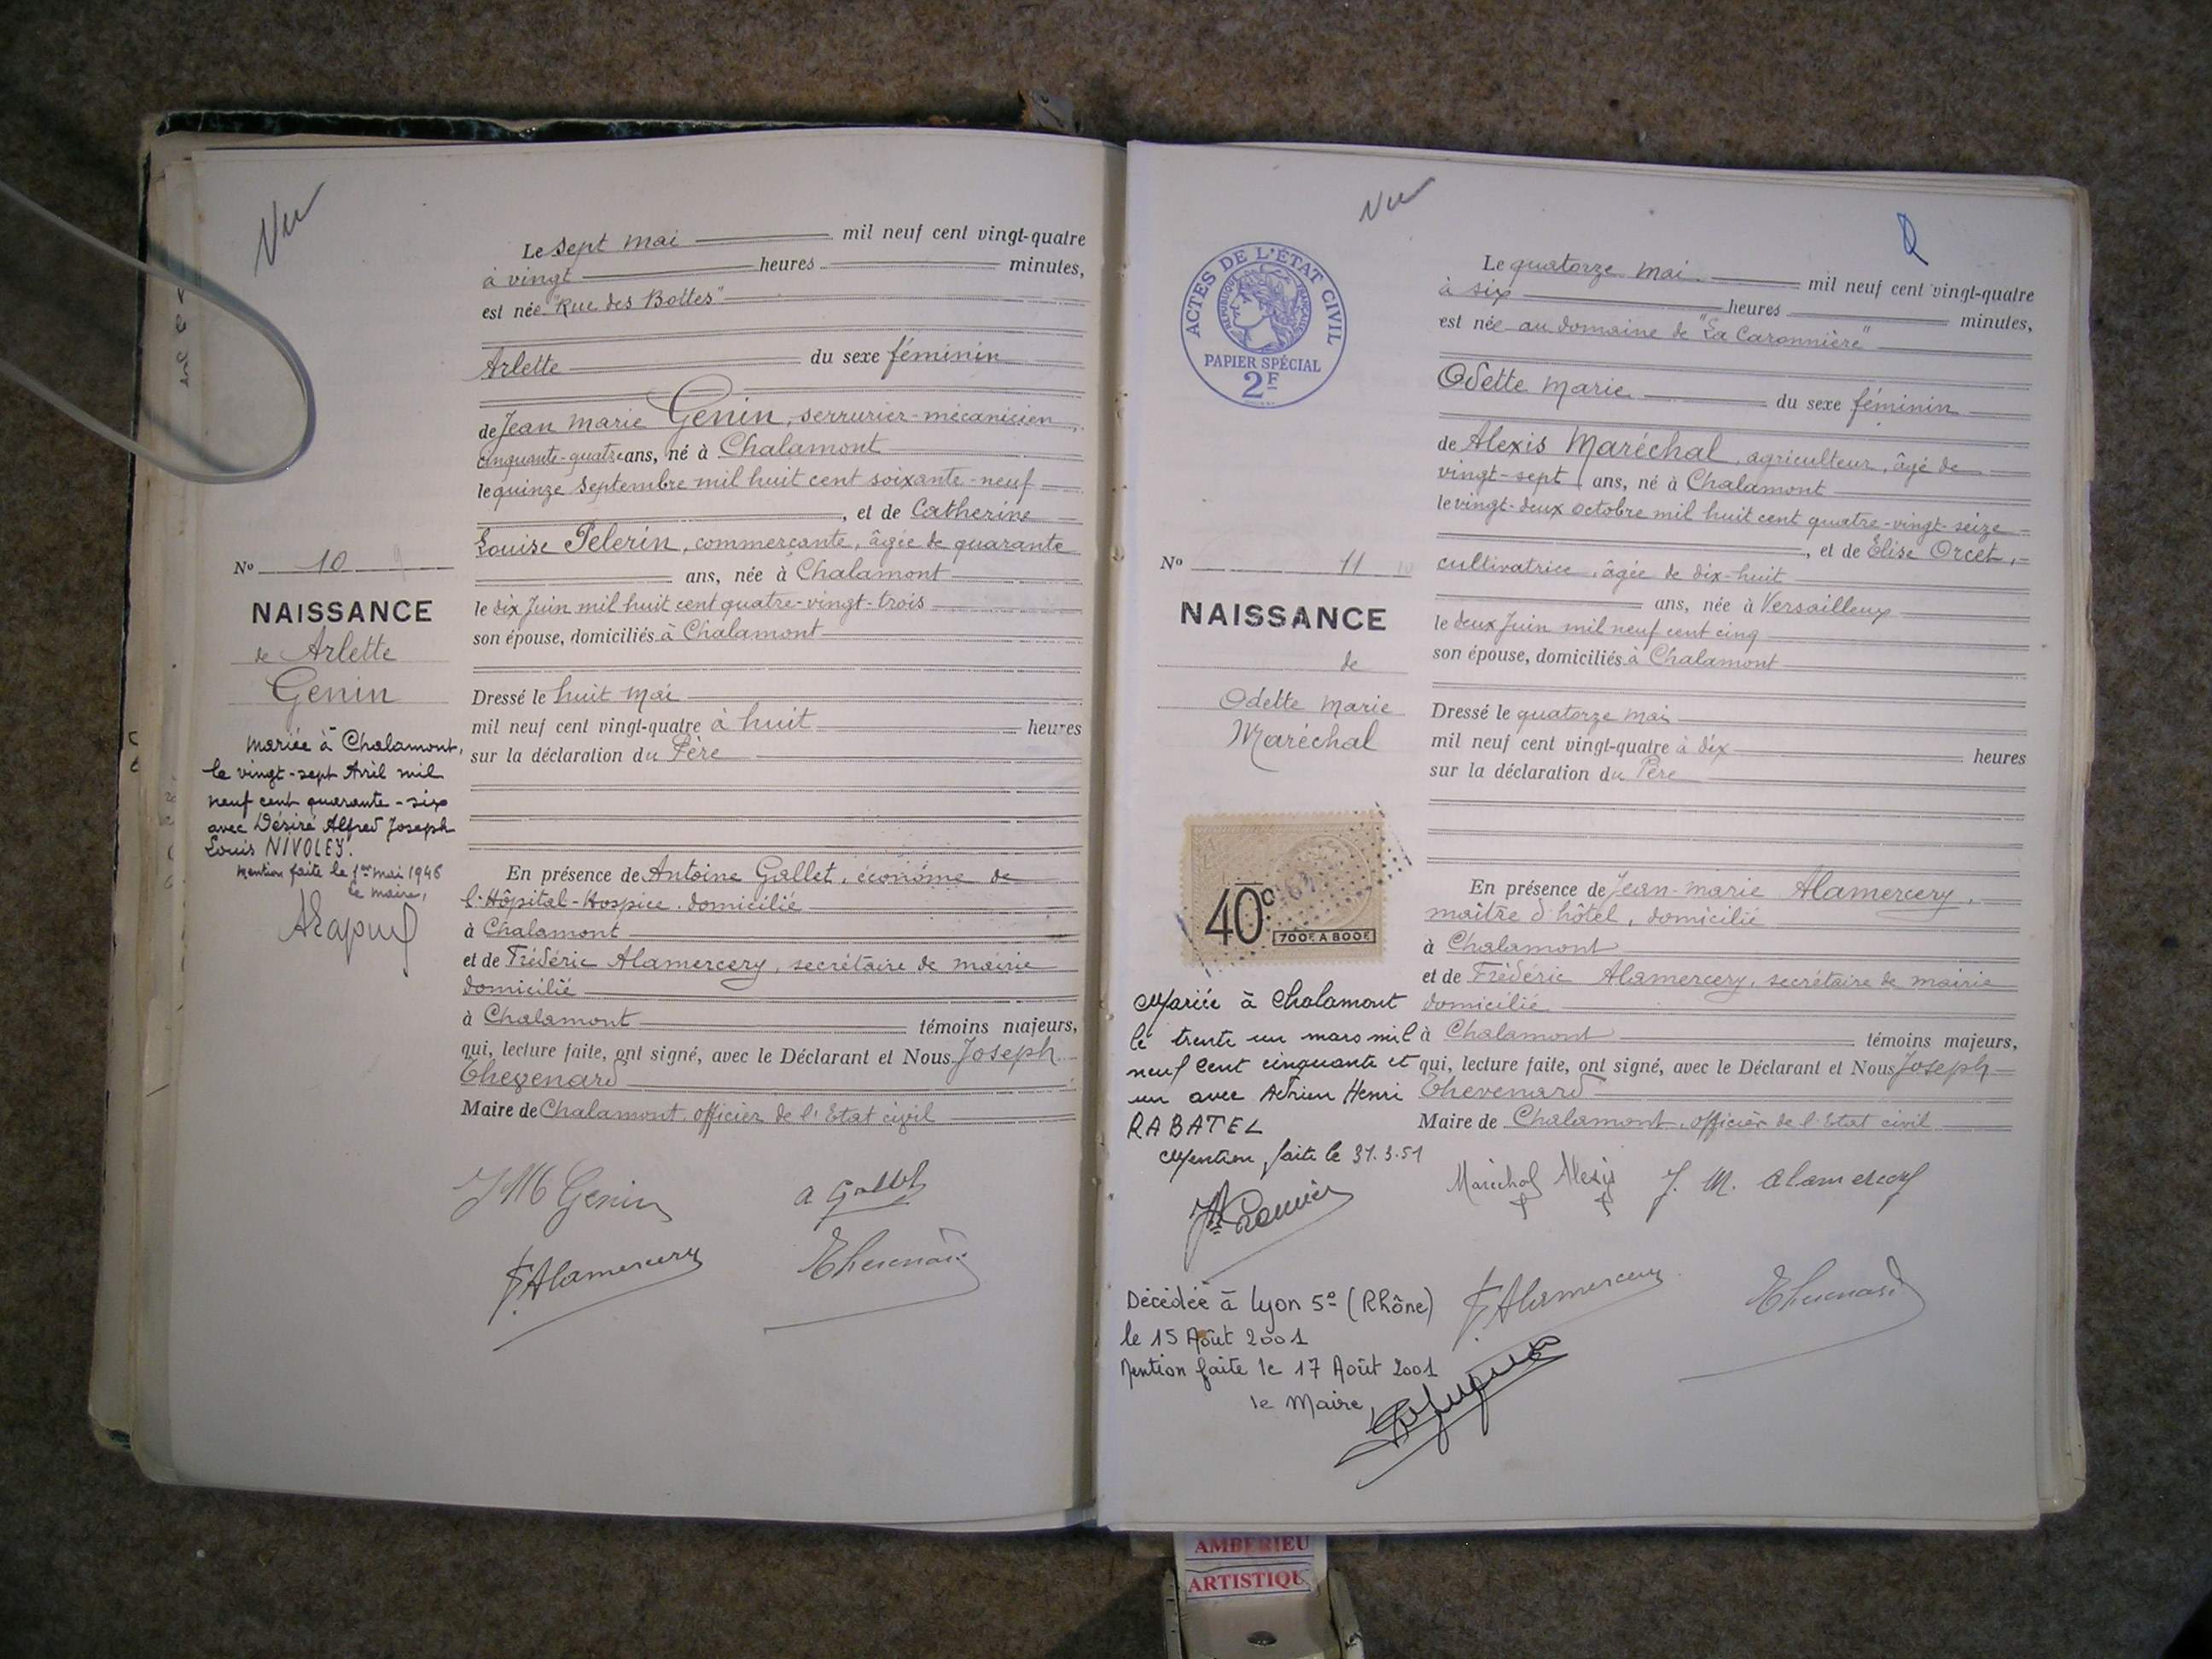 Vu
Le sept mai mil neuf cent vingt-quatre
à vingt heures minutes,
est née "Rue des Bottes"
Arlette du sexe féminin
de Jean Marie Genin, serrurier-mécanicien,
cinquante-quatre ans, né à Chalamont
le quinze Septembre mil huit cent soixante-neuf
, et de Catherine
Louise Pelerin, commerçante, âgée de quarante
ans, née à Chalamont
le dix Juin mil huit cent quatre-vingt-trois
son épouse, domiciliés à Chalamont
Dressé le huit mai
mil neuf cent vingt-quatre à huit heures
sur la déclaration du Père
En présence de Antoine Gallet, économe de
l'Hôpital-Hospice, domicilié
à Chalamont
et de Frédéric Alamercery, secrétaire de mairie
domicilié
à Chalamont témoins majeurs,
qui, lecture faite, ont signé, avec le Déclarant et Nous Joseph
Thevenard
Maire de Chalamont, officier de l'Etat civil
JM Genin
a Gallet
F. Alamercery
Thevenard
No 10
NAISSANCE
de Arlette
Genin
Mariée à Chalamont,
le vingt-sept Avril mil
neuf cent quarante-six
avec Désiré Alfred Joseph
Louis NIVOLEY.
Mention faite le 1er mai 1946
Le maire,
Vu
ACTES DE L'ÉTAT CIVIL
RÉPUBLIQUE FRANÇAISE
PAPIER SPÉCIAL
2F
Le quatorze mai mil neuf cent vingt-quatre
à six heures minutes,
est née au domaine de "La Caronnière"
Odette Marie du sexe féminin
de Alexis Maréchal, agriculteur, âgé de
vingt-sept ans, né à Chalamont
le vingt-deux octobre mil huit cent quatre-vingt-seize
, et de Elise Orcet,
cultivatrice, âgée de dix-huit
ans, née à Versailleux
le deux Juin mil neuf cent cinq
son épouse, domiciliés à Chalamont
Dressé le quatorze mai
mil neuf cent vingt-quatre à dix heures
sur la déclaration du Père
En présence de Jean-Marie Alamercery,
maître d'hôtel, domicilié
à Chalamont
et de Frédéric Alamercery, secrétaire de mairie
domicilié
à Chalamont témoins majeurs,
qui, lecture faite, ont signé, avec le Déclarant et Nous Joseph
Thevenard
Maire de Chalamont, officier de l'Etat civil
Maréchal Alexis
J. M. Alamercery
F. Alamercery
Thevenard
No 11
NAISSANCE
de
Odette Marie
Maréchal
40c
700F A 800F
Mariée à Chalamont
le trente un mars mil
neuf cent cinquante et
un avec Adrien Henri
RABATEL
Mention faite le 31.3.51
Décédée à Lyon 5e (Rhône)
le 15 Août 2001
Mention faite le 17 Août 2001
le Maire,
AMBERIEU
ARTISTIQU